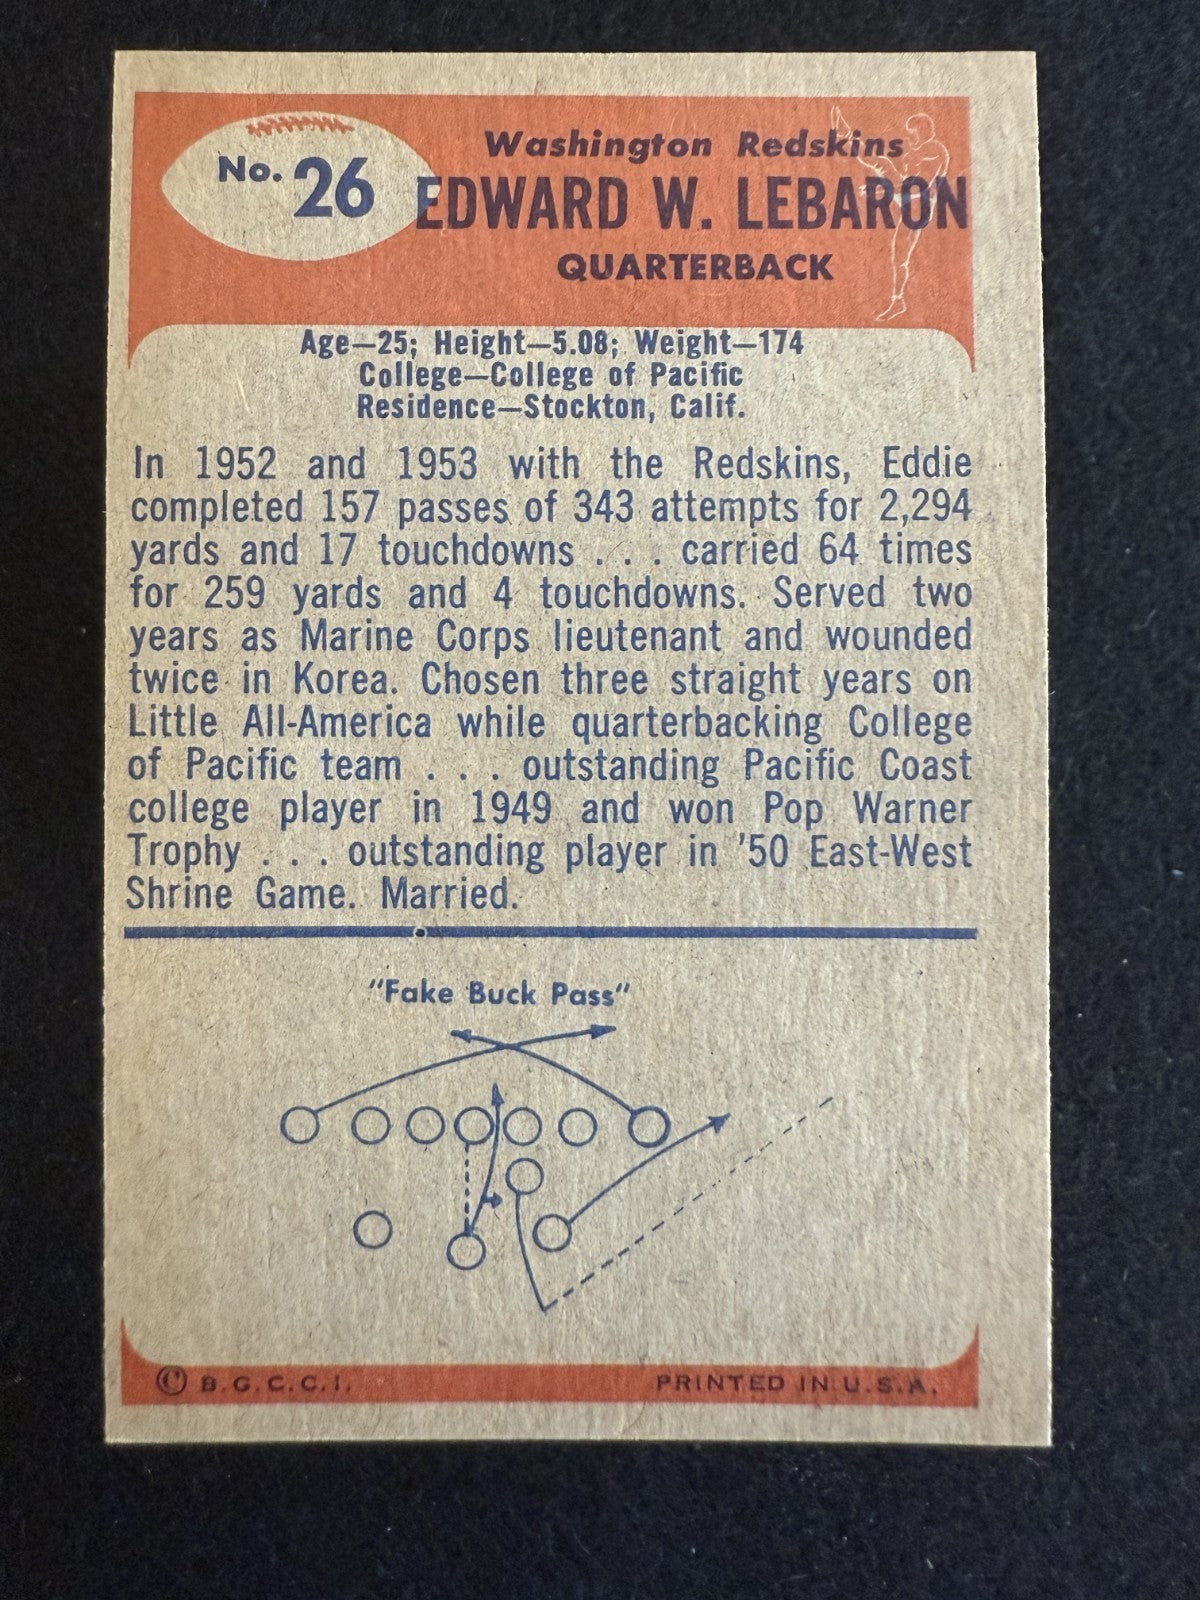 No. 26
Washington Redskins
EDWARD W. LEBARON
QUARTERBACK
Age—25; Height—5.08; Weight—174
College—College of Pacific
Residence—Stockton, Calif.
In 1952 and 1953 with the Redskins, Eddie
completed 157 passes of 343 attempts for 2,294
yards and 17 touchdowns . . . carried 64 times
for 259 yards and 4 touchdowns. Served two
years as Marine Corps lieutenant and wounded
twice in Korea. Chosen three straight years on
Little All-America while quarterbacking College
of Pacific team . . . outstanding Pacific Coast
college player in 1949 and won Pop Warner
Trophy . . . outstanding player in '50 East-West
Shrine Game. Married.
"Fake Buck Pass"
© B.G.C.C.I. PRINTED IN U.S.A.